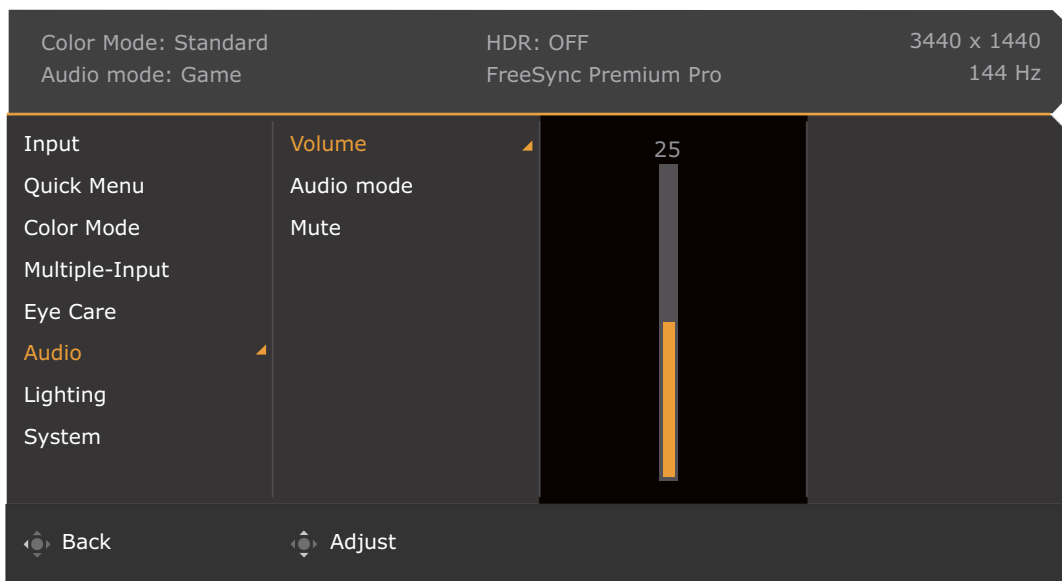 Color Mode: Standard
Audio mode: Game
HDR: OFF
FreeSync Premium Pro
3440 x 1440
144 Hz
Input
Quick Menu
Color Mode
Multiple-Input
Eye Care
Audio
Lighting
System
Volume
Audio mode
Mute
25
Back
Adjust